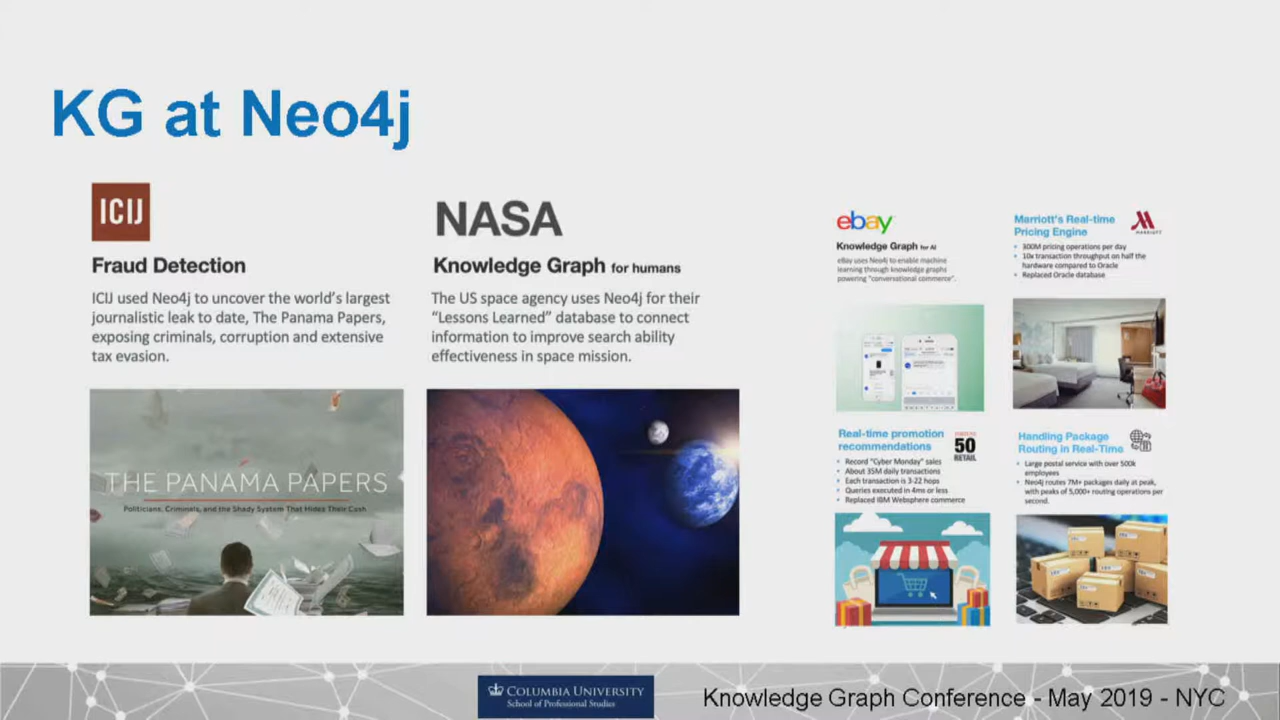 KG at Neo4j
ICIJ
Fraud Detection
ICIJ used Neo4j to uncover the world's largest
journalistic leak to date, The Panama Papers,
exposing criminals, corruption and extensive
tax evasion.
THE PANAMA PAPERS
Politicians, Criminals, and the Shady System That Hides Their Cash
NASA
Knowledge Graph for humans
The US space agency uses Neo4j for their
“Lessons Learned” database to connect
information to improve search ability
effectiveness in space mission.
ebay
Knowledge Graph for AI
eBay uses Neo4j to enable machine
learning through knowledge graphs
powering "conversational commerce".
Marriott's Real-time
Pricing Engine
MARRIOTT
• 300M pricing operations per day
• 10x transaction throughput on half the
hardware compared to Oracle
• Replaced Oracle database
Real-time promotion
recommendations
50
RETAIL
• Record "Cyber Monday" sales
• About 35M daily transactions
• Each transaction is 3-22 hops
• Queries executed in 4ms or less
• Replaced IBM Websphere commerce
Handling Package
Routing in Real-Time
• Large postal service with over 500k
employees
• Neo4j routes 7M+ packages daily at peak,
with peaks of 5,000+ routing operations per
second.
COLUMBIA UNIVERSITY
School of Professional Studies
Knowledge Graph Conference - May 2019 - NYC